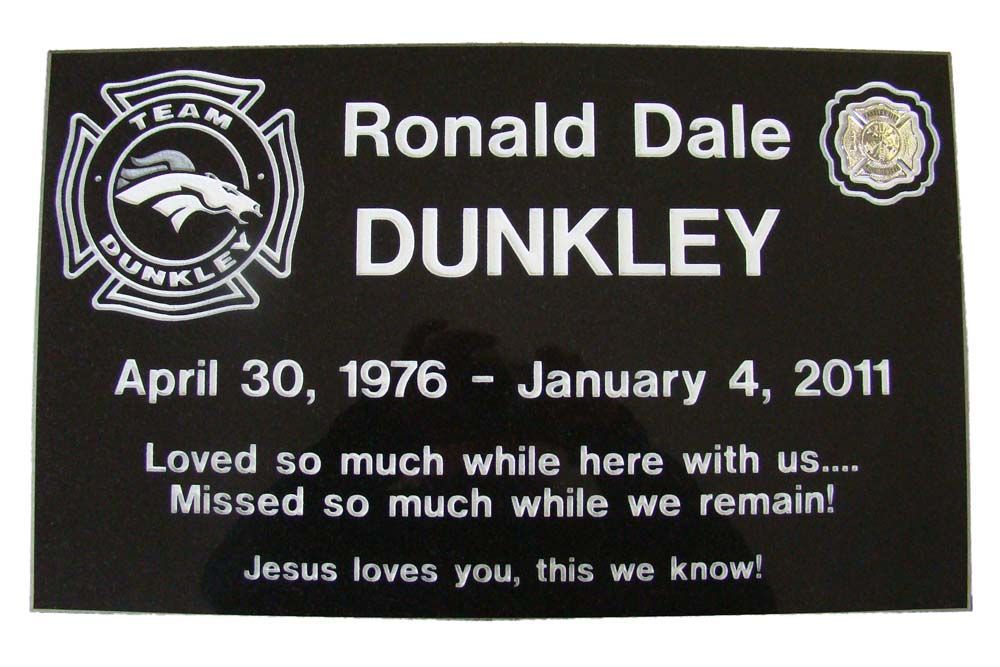 TEAM
DUNKLEY
Ronald Dale
DUNKLEY
April 30, 1976 - January 4, 2011
Loved so much while here with us....
Missed so much while we remain!
Jesus loves you, this we know!